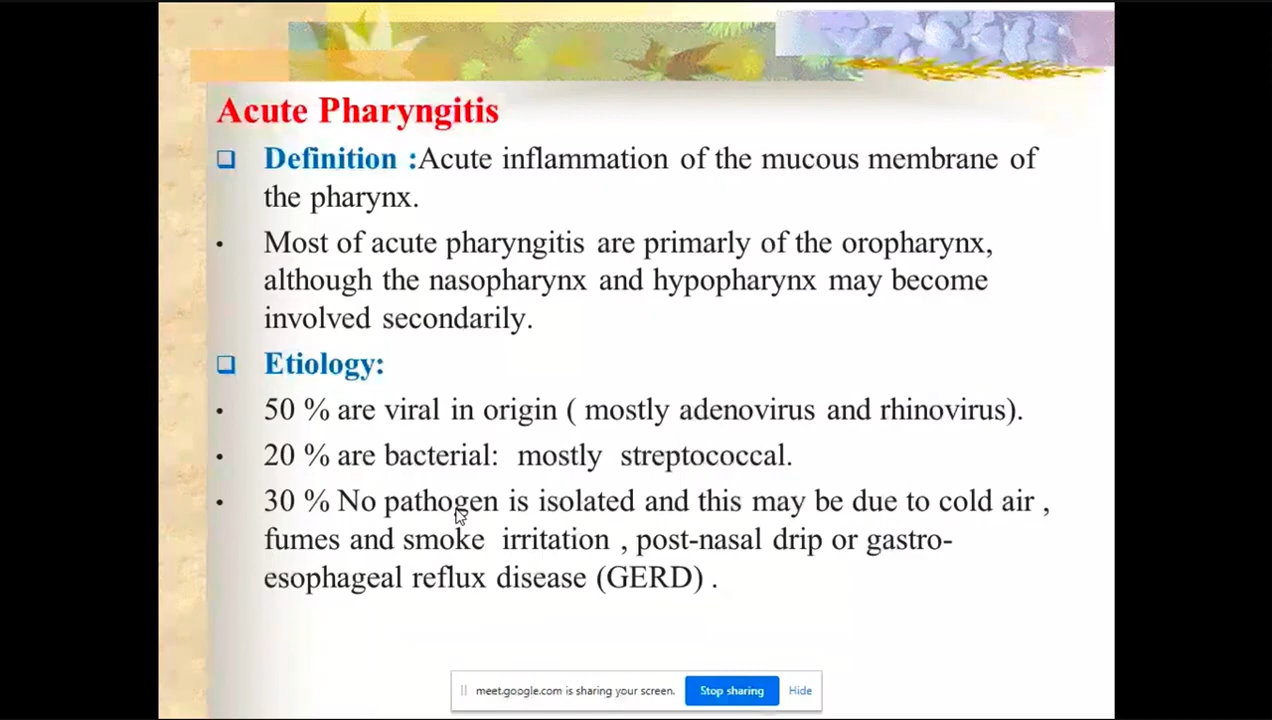 Acute Pharyngitis
❑ Definition :Acute inflammation of the mucous membrane of
the pharynx.
• Most of acute pharyngitis are primarly of the oropharynx,
although the nasopharynx and hypopharynx may become
involved secondarily.
❑ Etiology:
• 50 % are viral in origin ( mostly adenovirus and rhinovirus).
• 20 % are bacterial: mostly streptococcal.
• 30 % No pathogen is isolated and this may be due to cold air ,
fumes and smoke irritation , post-nasal drip or gastro-
esophageal reflux disease (GERD) .
meet.google.com is sharing your screen. Stop sharing Hide